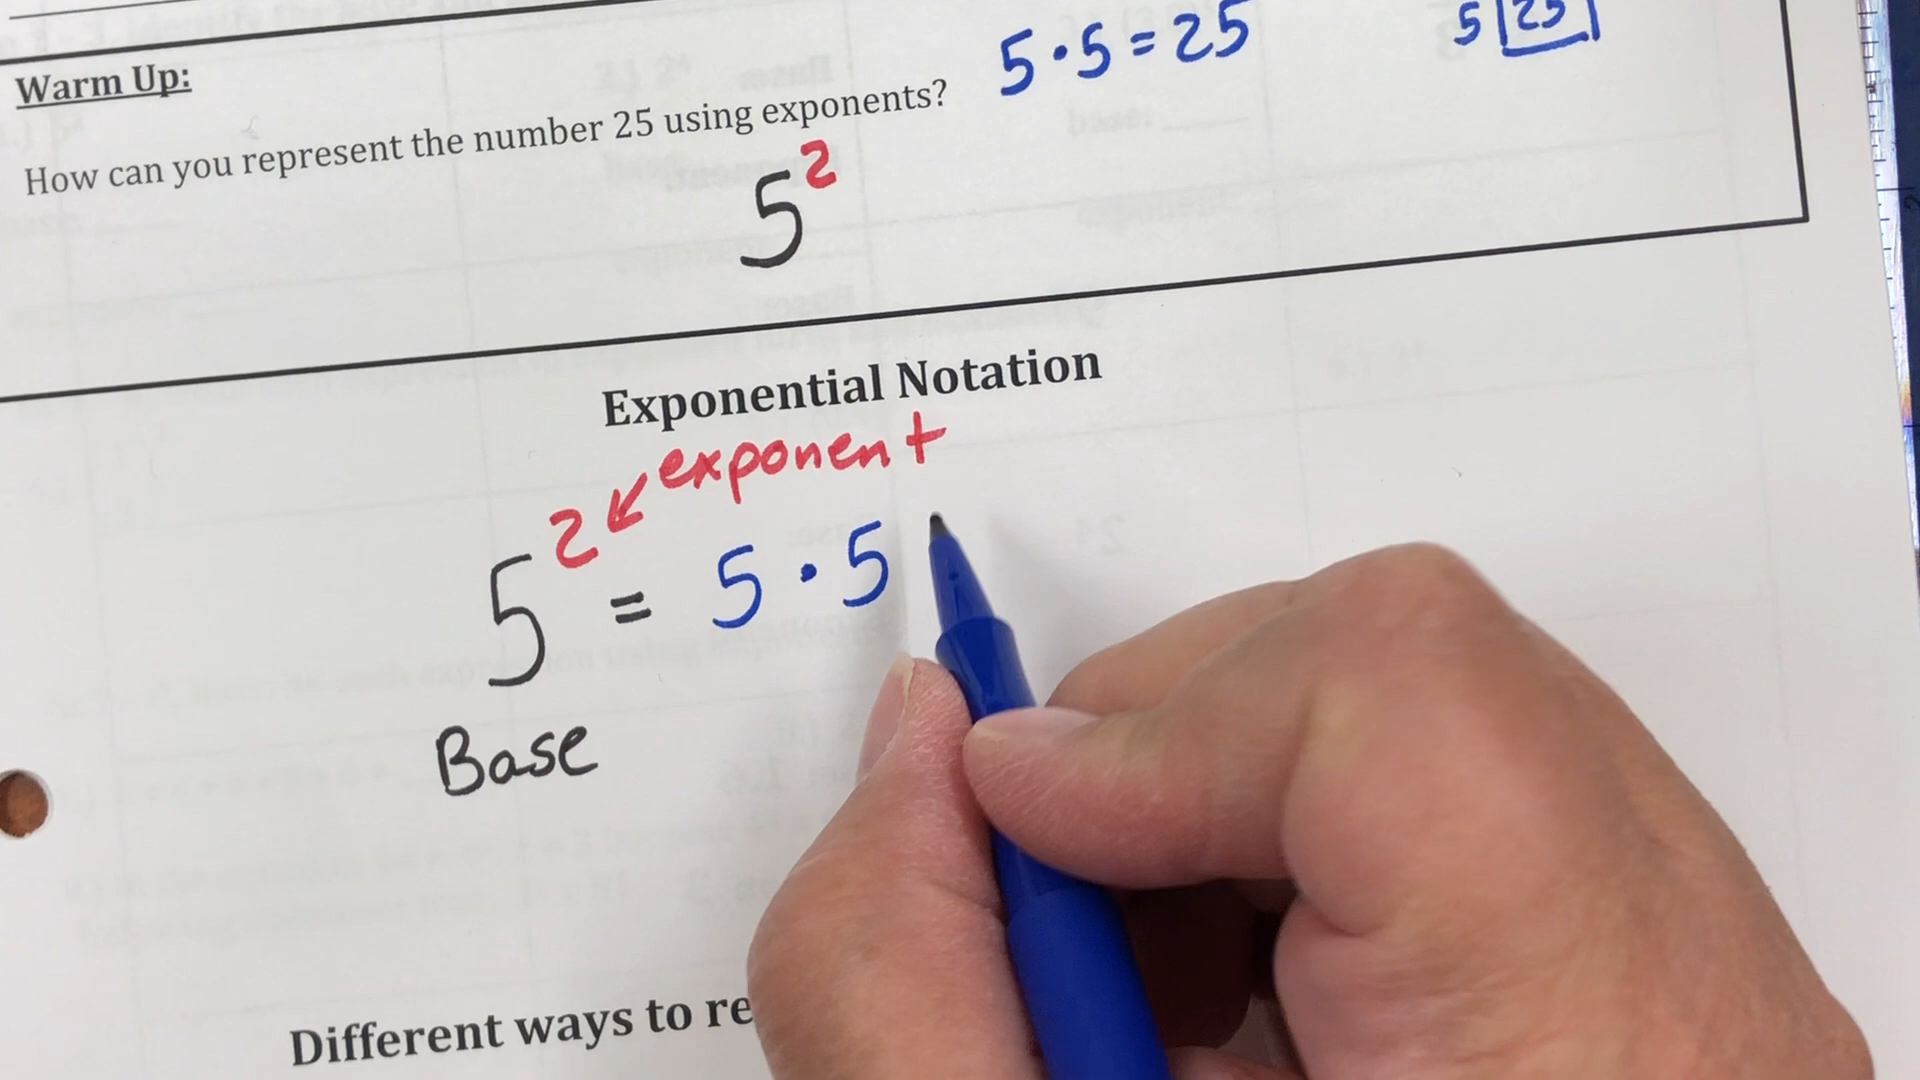 5 · 5 = 25
5 25
Warm Up:
How can you represent the number 25 using exponents?
5²
Exponential Notation
exponent
5² = 5 · 5
Base
Different ways to re